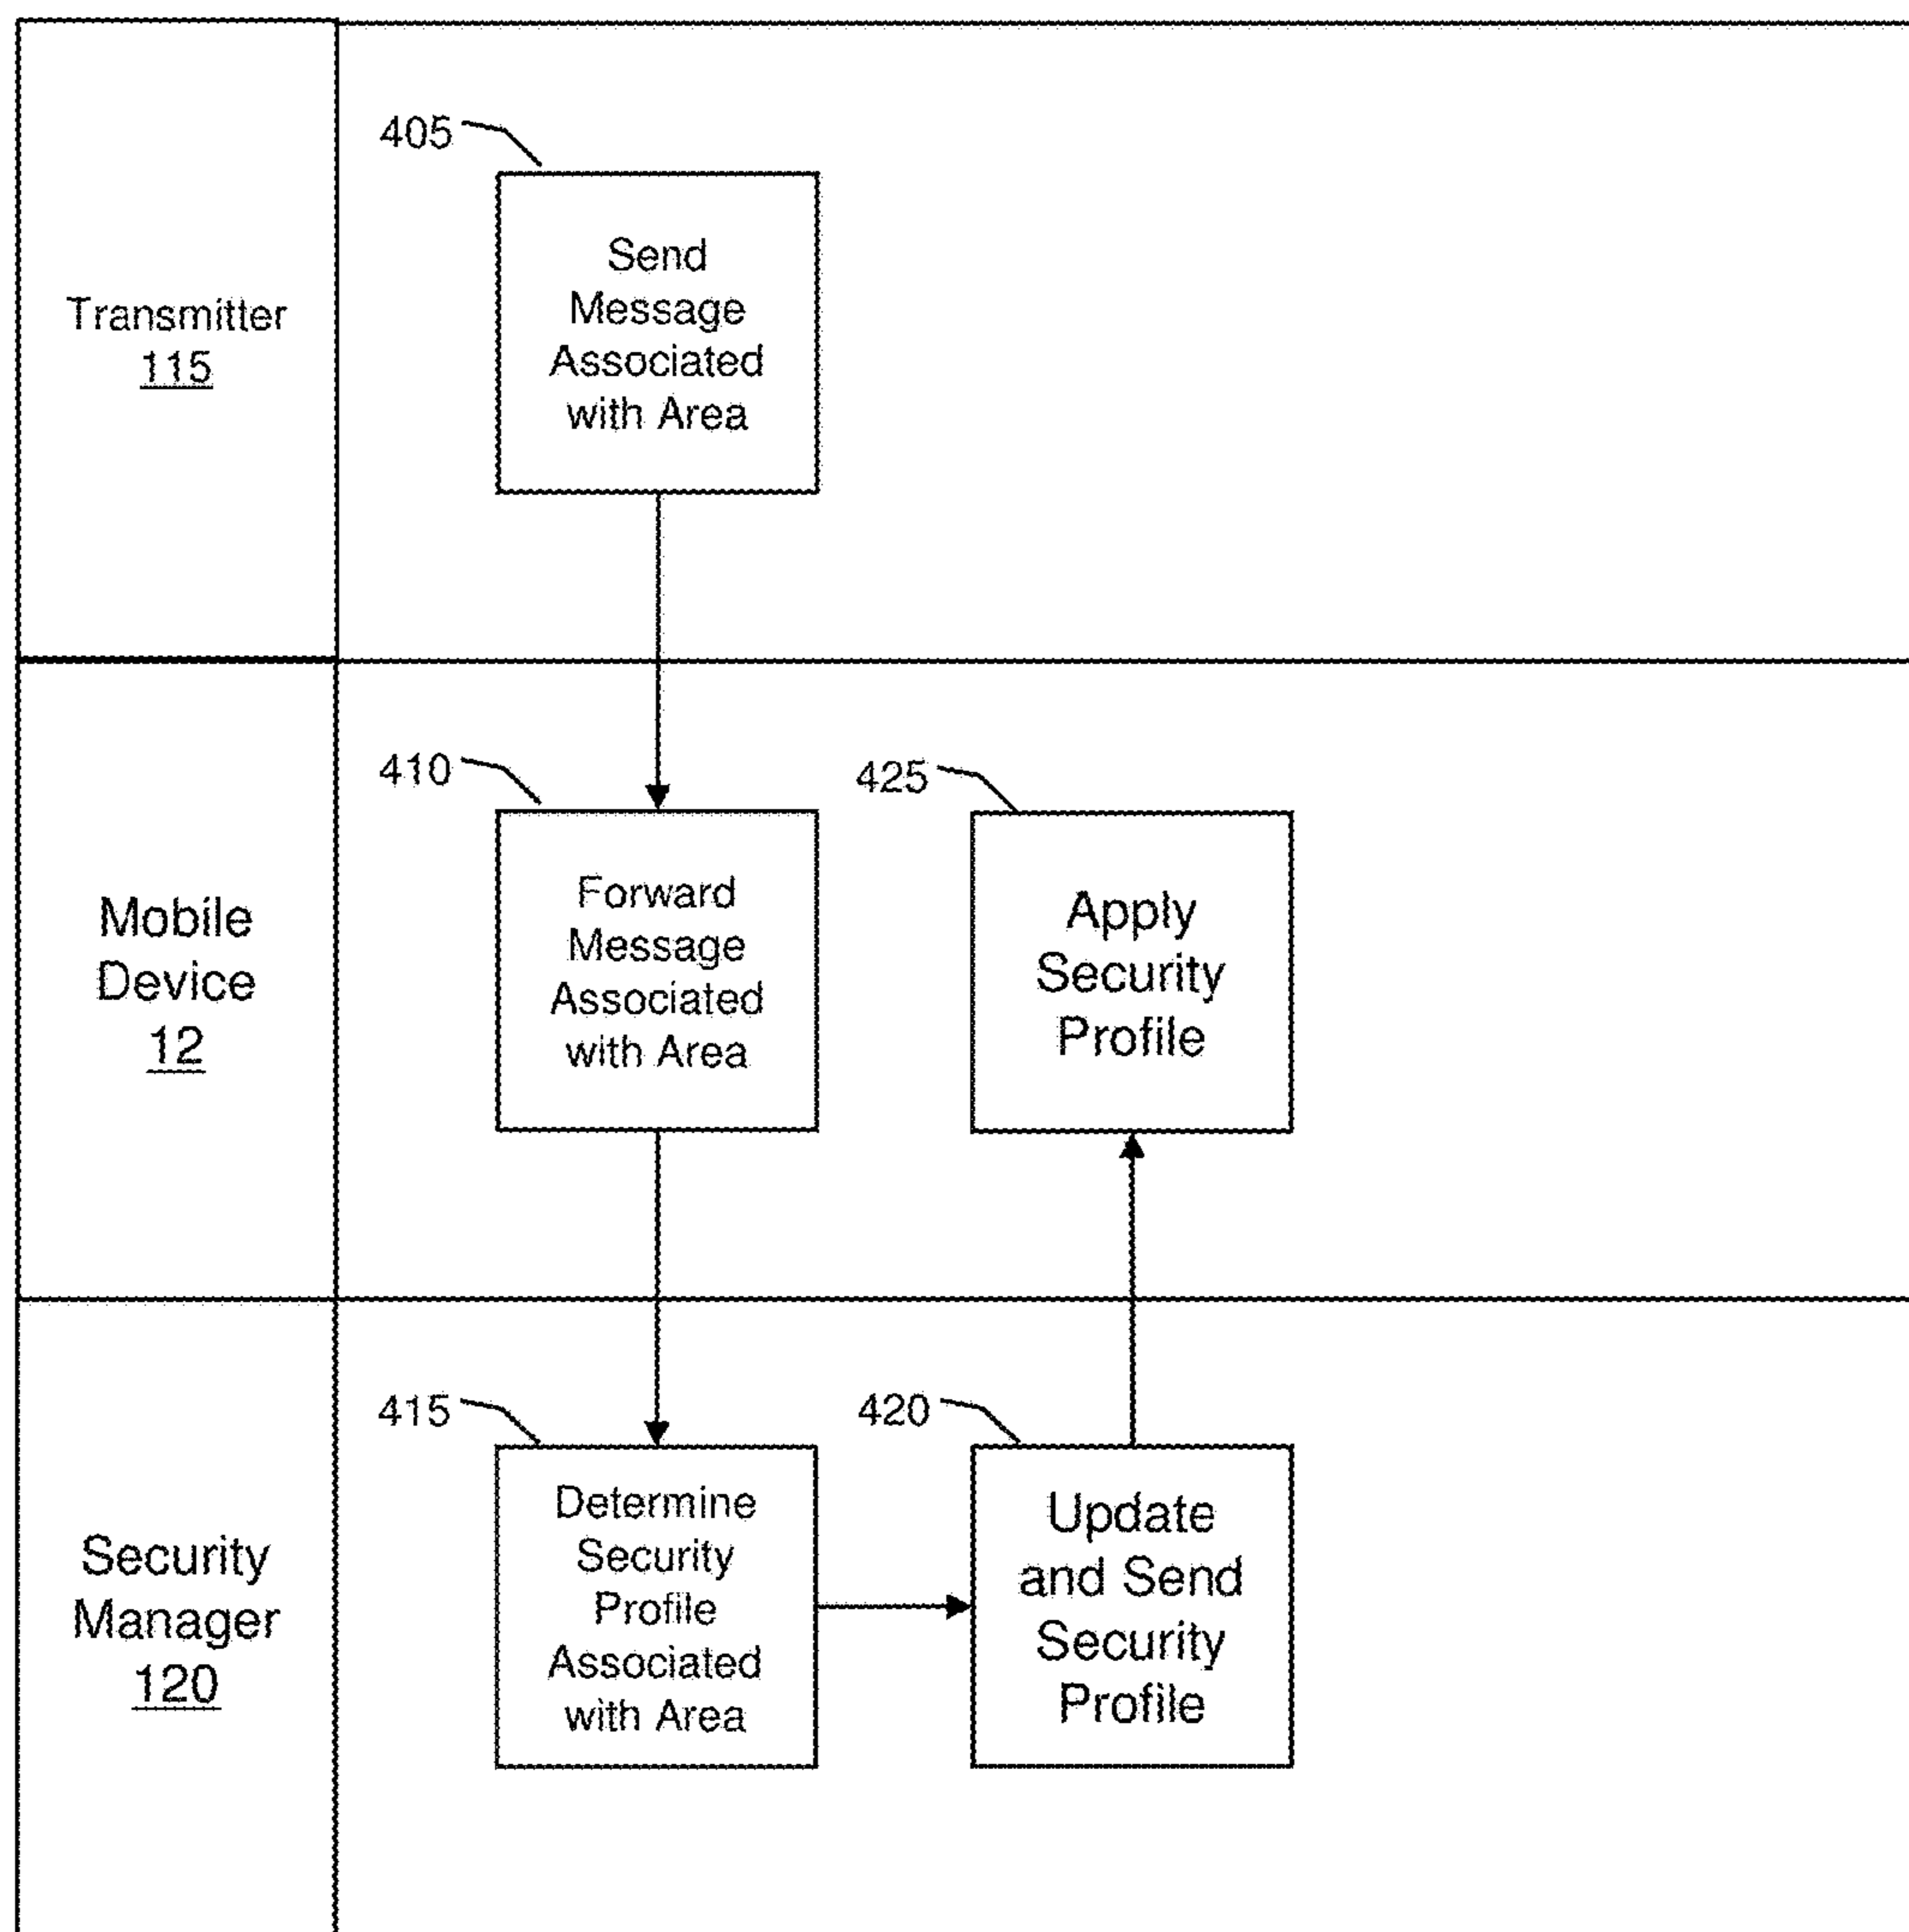 Transmitter
115
405
Send
Message
Associated
with Area
Mobile
Device
12
410
Forward
Message
Associated
with Area
425
Apply
Security
Profile
Security
Manager
120
415
Determine
Security
Profile
Associated
with Area
420
Update
and Send
Security
Profile